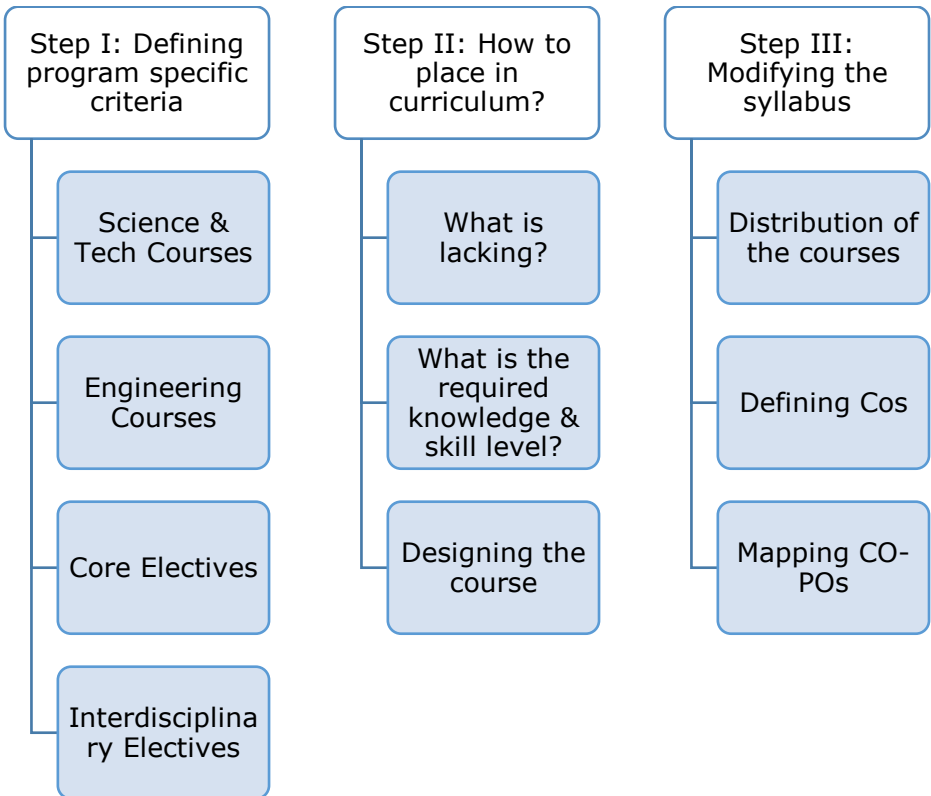 Step I: Defining
program specific
criteria
Science &
Tech Courses
Engineering
Courses
Core Electives
Interdisciplina
ry Electives
Step II: How to
place in
curriculum?
What is
lacking?
What is the
required
knowledge &
skill level?
Designing the
course
Step III:
Modifying the
syllabus
Distribution of
the courses
Defining Cos
Mapping CO-
POs